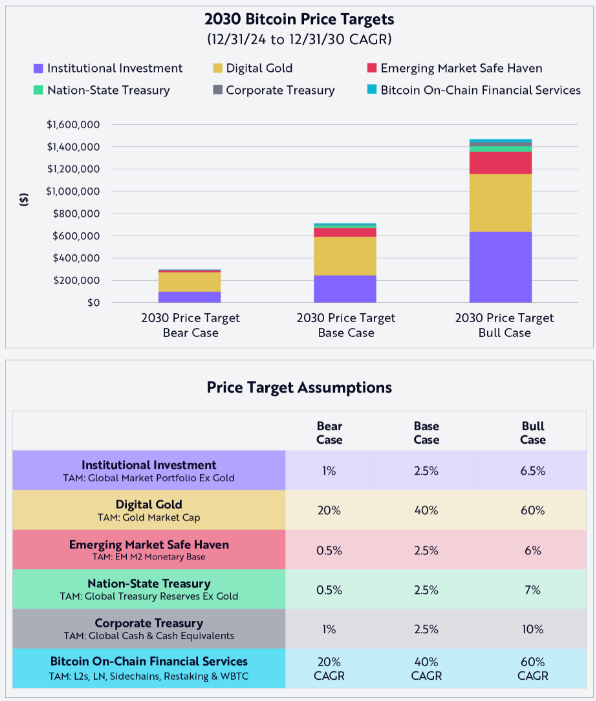 2030 Bitcoin Price Targets
(12/31/24 to 12/31/30 CAGR)
Institutional Investment Digital Gold Emerging Market Safe Haven
Nation-State Treasury Corporate Treasury Bitcoin On-Chain Financial Services
($)
$1,600,000
$1,400,000
$1,200,000
$1,000,000
$800,000
$600,000
$400,000
$200,000
$0
2030 Price Target 2030 Price Target 2030 Price Target
Bear Case Base Case Bull Case
Price Target Assumptions
Bear Base Bull
Case Case Case
Institutional Investment
TAM: Global Market Portfolio Ex Gold
1% 2.5% 6.5%
Digital Gold
TAM: Gold Market Cap
20% 40% 60%
Emerging Market Safe Haven
TAM: EM M2 Monetary Base
0.5% 2.5% 6%
Nation-State Treasury
TAM: Global Treasury Reserves Ex Gold
0.5% 2.5% 7%
Corporate Treasury
TAM: Global Cash & Cash Equivalents
1% 2.5% 10%
Bitcoin On-Chain Financial Services
TAM: L2s, LN, Sidechains, Restaking & WBTC
20% 40% 60%
CAGR CAGR CAGR